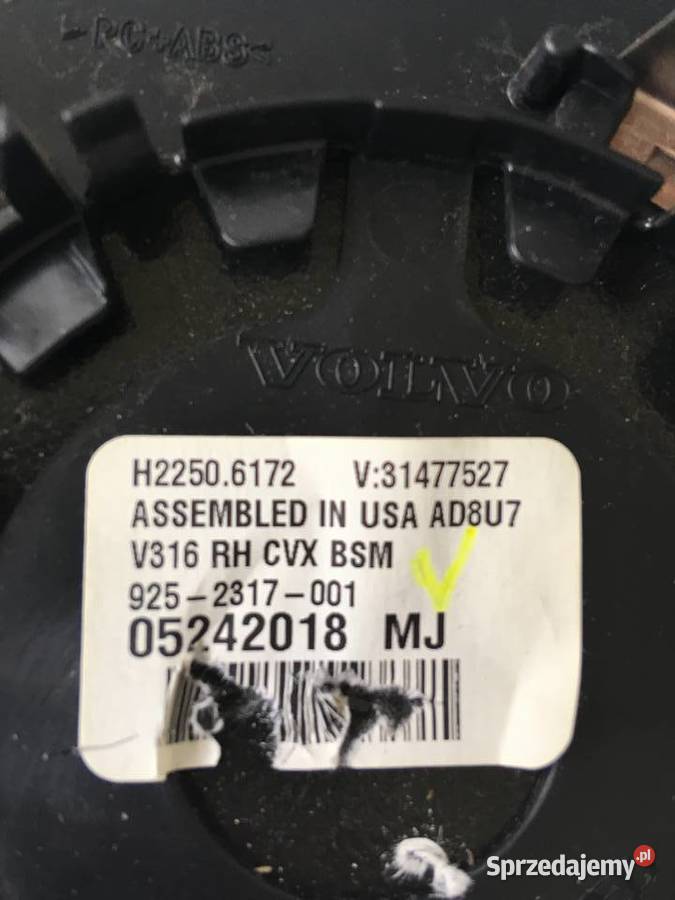 >PC+ABS<
VOLVO
H2250.6172 V:31477527
ASSEMBLED IN USA AD8U7
V316 RH CVX BSM
925-2317-001
05242018 MJ
Sprzedajemy.pl